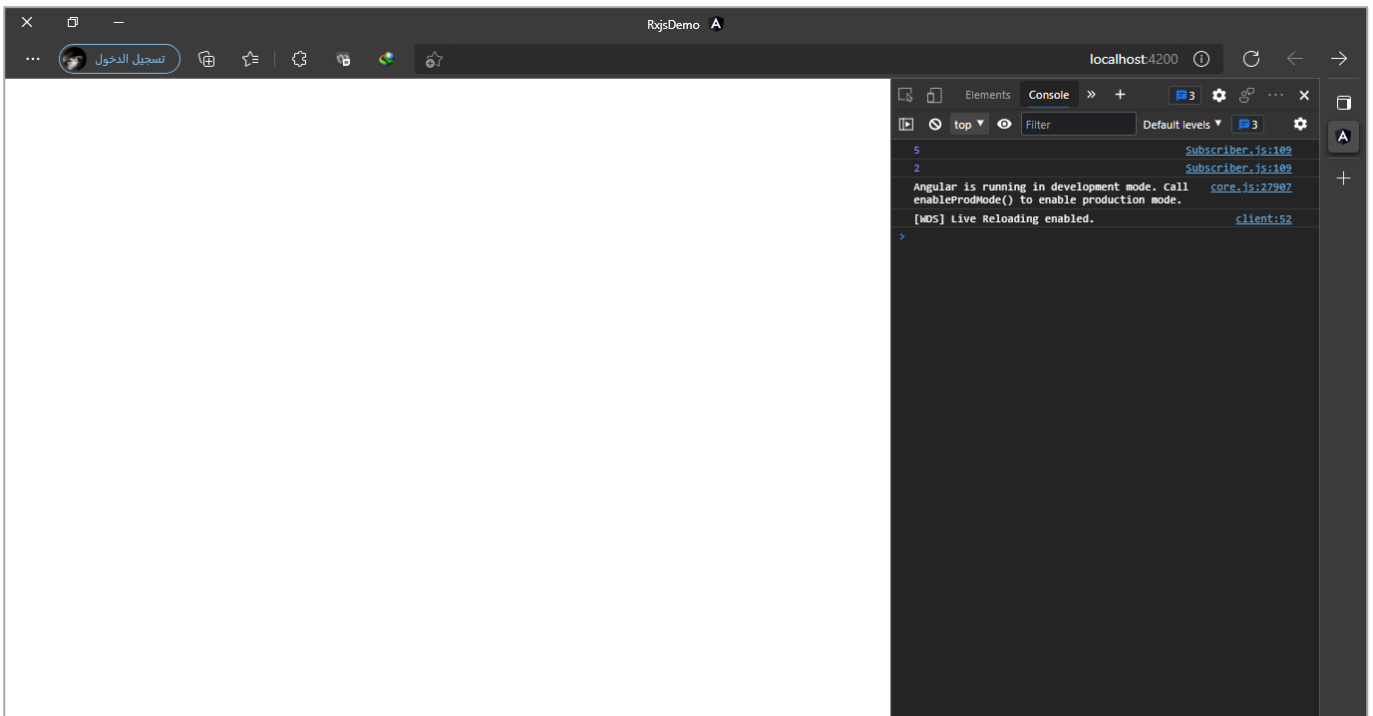 RxjsDemo
تسجيل الدخول
localhost:4200
Elements Console 3
top Filter Default levels 3
5 Subscriber.js:109
2 Subscriber.js:109
Angular is running in development mode. Call core.js:27907
enableProdMode() to enable production mode.
[WDS] Live Reloading enabled. client:52